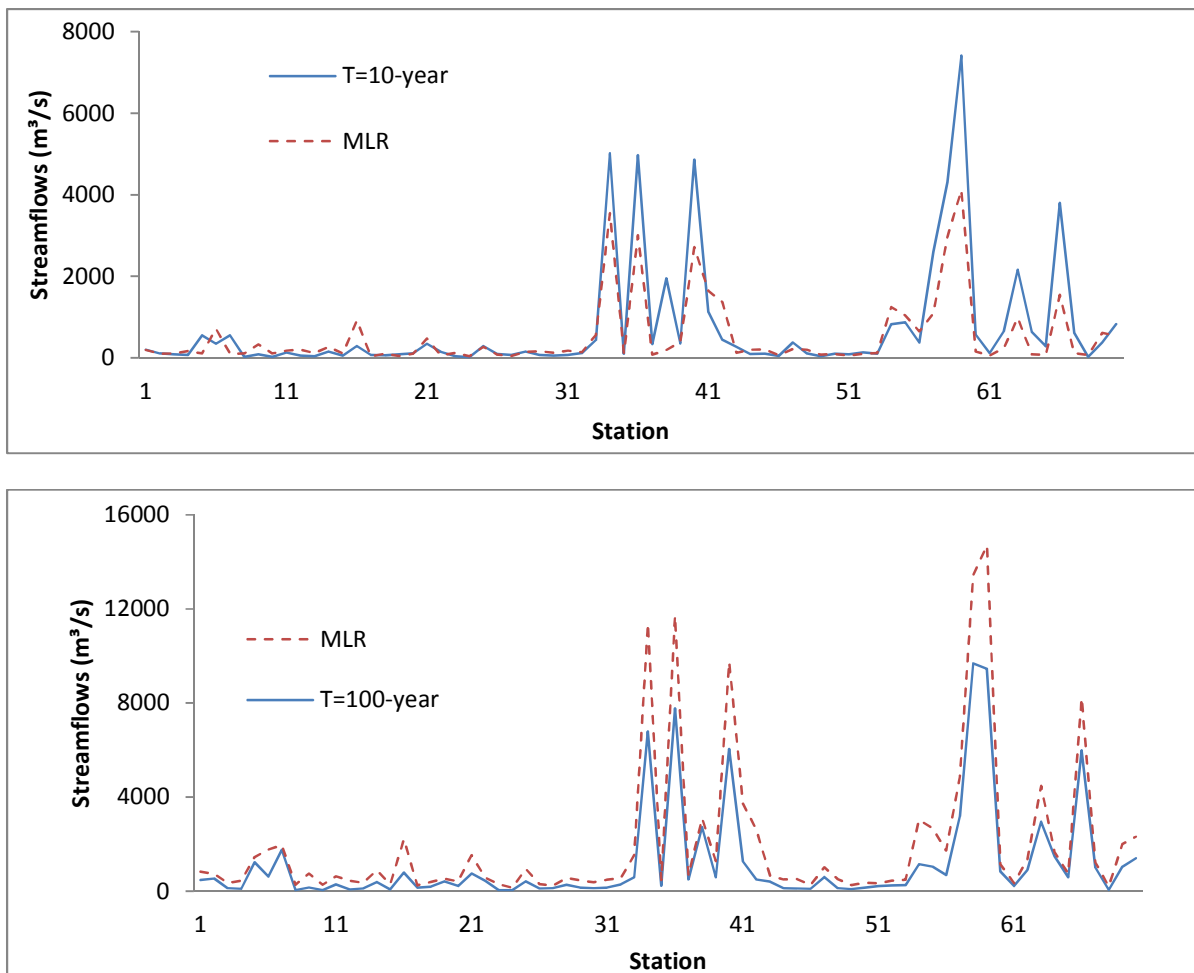 8000
6000
4000
2000
0
Streamflows (m³/s)
T=10-year
MLR
1 11 21 31 41 51 61
Station
16000
12000
8000
4000
0
Streamflows (m³/s)
MLR
T=100-year
1 11 21 31 41 51 61
Station